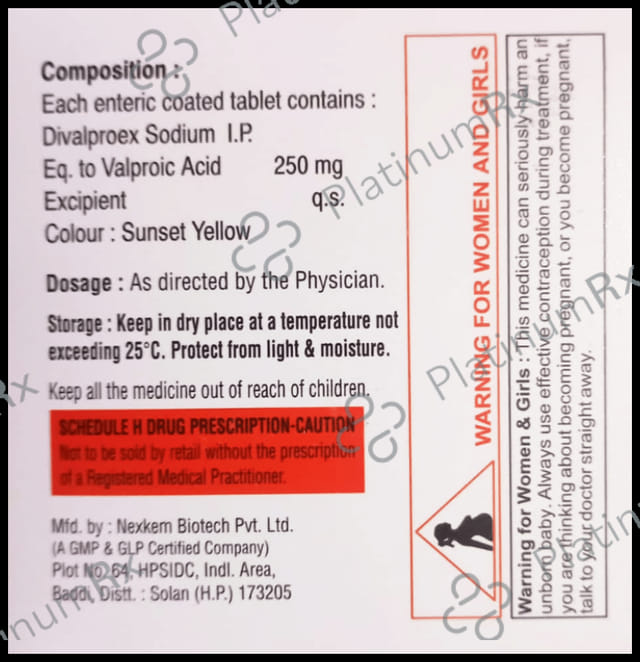 Composition :
Each enteric coated tablet contains :
Divalproex Sodium I.P.
Eq. to Valproic Acid 250 mg
Excipient q.s.
Colour : Sunset Yellow
Dosage : As directed by the Physician.
Storage : Keep in dry place at a temperature not
exceeding 25°C. Protect from light & moisture.
Keep all the medicine out of reach of children.
SCHEDULE H DRUG PRESCRIPTION-CAUTION
Not to be sold by retail without the prescription
of a Registered Medical Practitioner.
Mfd. by : Nexkem Biotech Pvt. Ltd.
(A GMP & GLP Certified Company)
Plot No. 64, HPSIDC, Indl. Area,
Baddi, Distt. : Solan (H.P.) 173205
WARNING FOR WOMEN AND GIRLS
Warning for Women & Girls : This medicine can seriously harm an
unborn baby. Always use effective contraception during treatment, if
you are thinking about becoming pregnant, or you become pregnant,
talk to your doctor straight away.
PlatinumRx
PlatinumRx